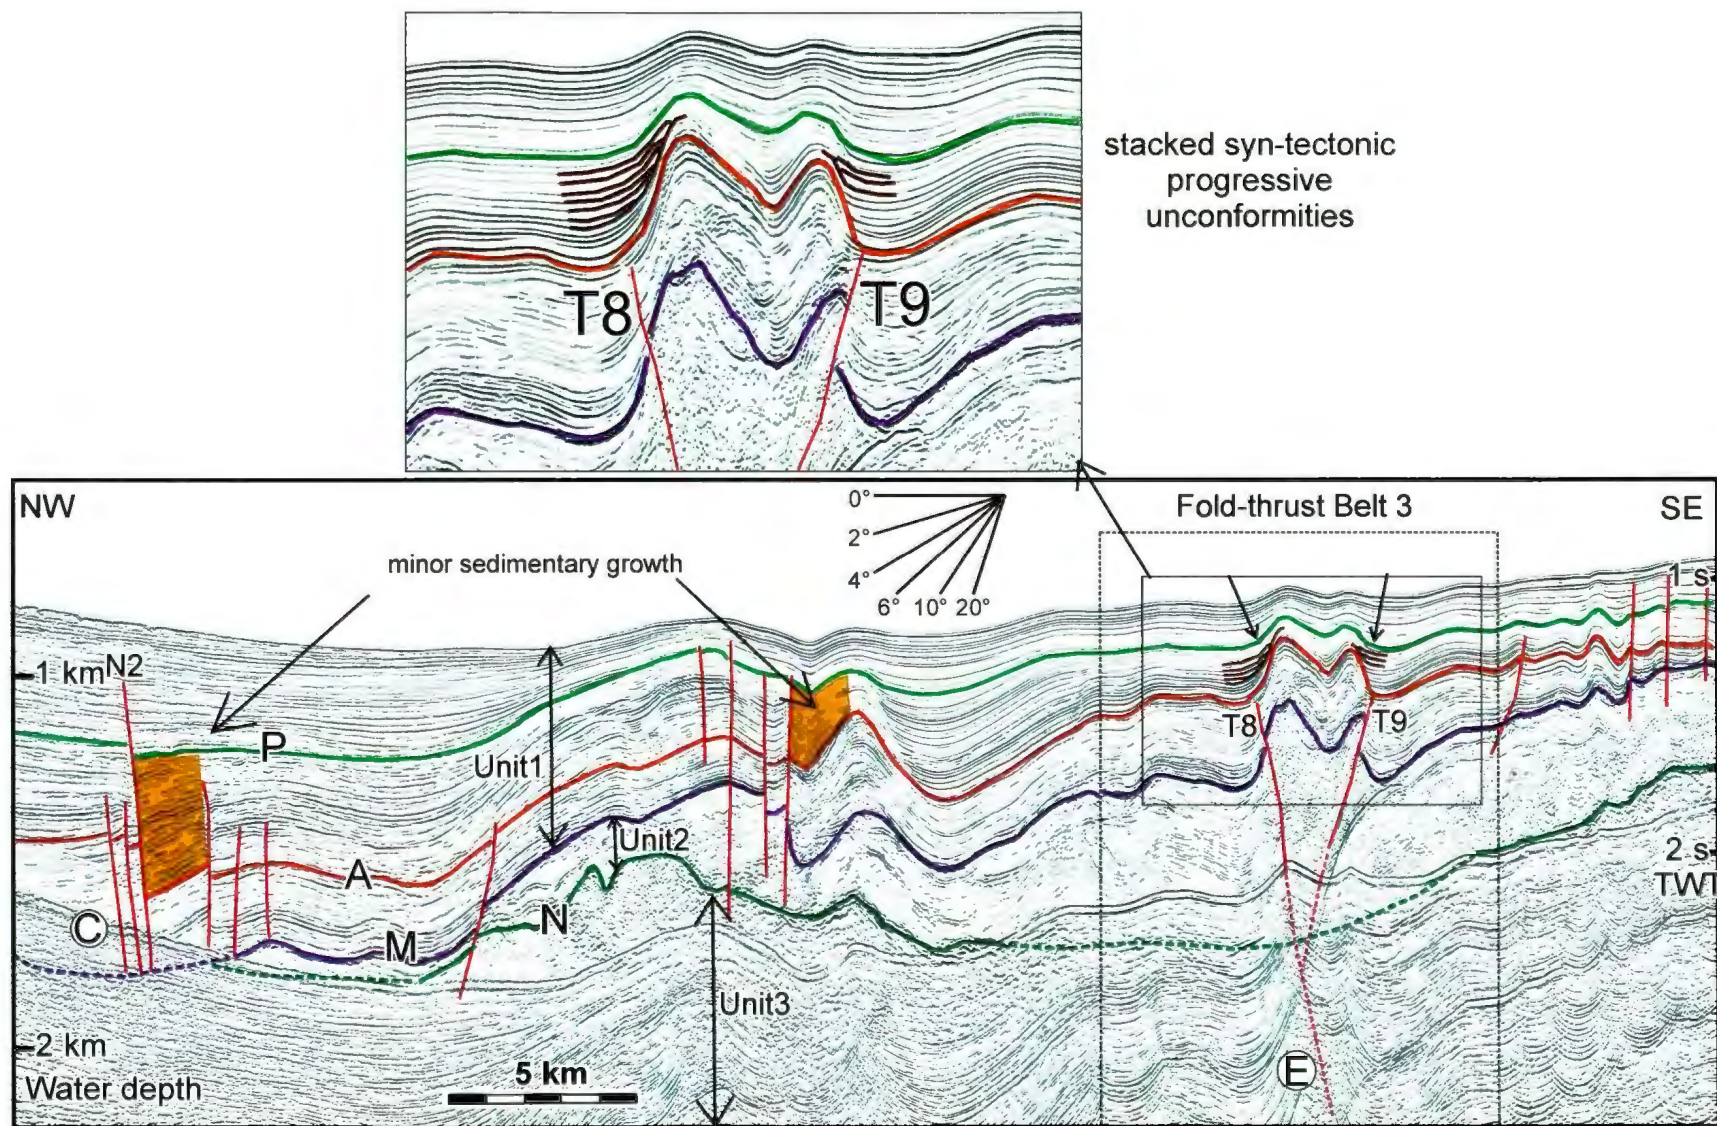 stacked syn-tectonic
progressive
unconformities
T8
T9
NW
0°
2°
4°
6°
10°
20°
Fold-thrust Belt 3
SE
minor sedimentary growth
1 s
1 km
N2
P
Unit1
T8
T9
Unit2
A
2 s
TWT
C
M
N
Unit3
2 km
Water depth
5 km
E